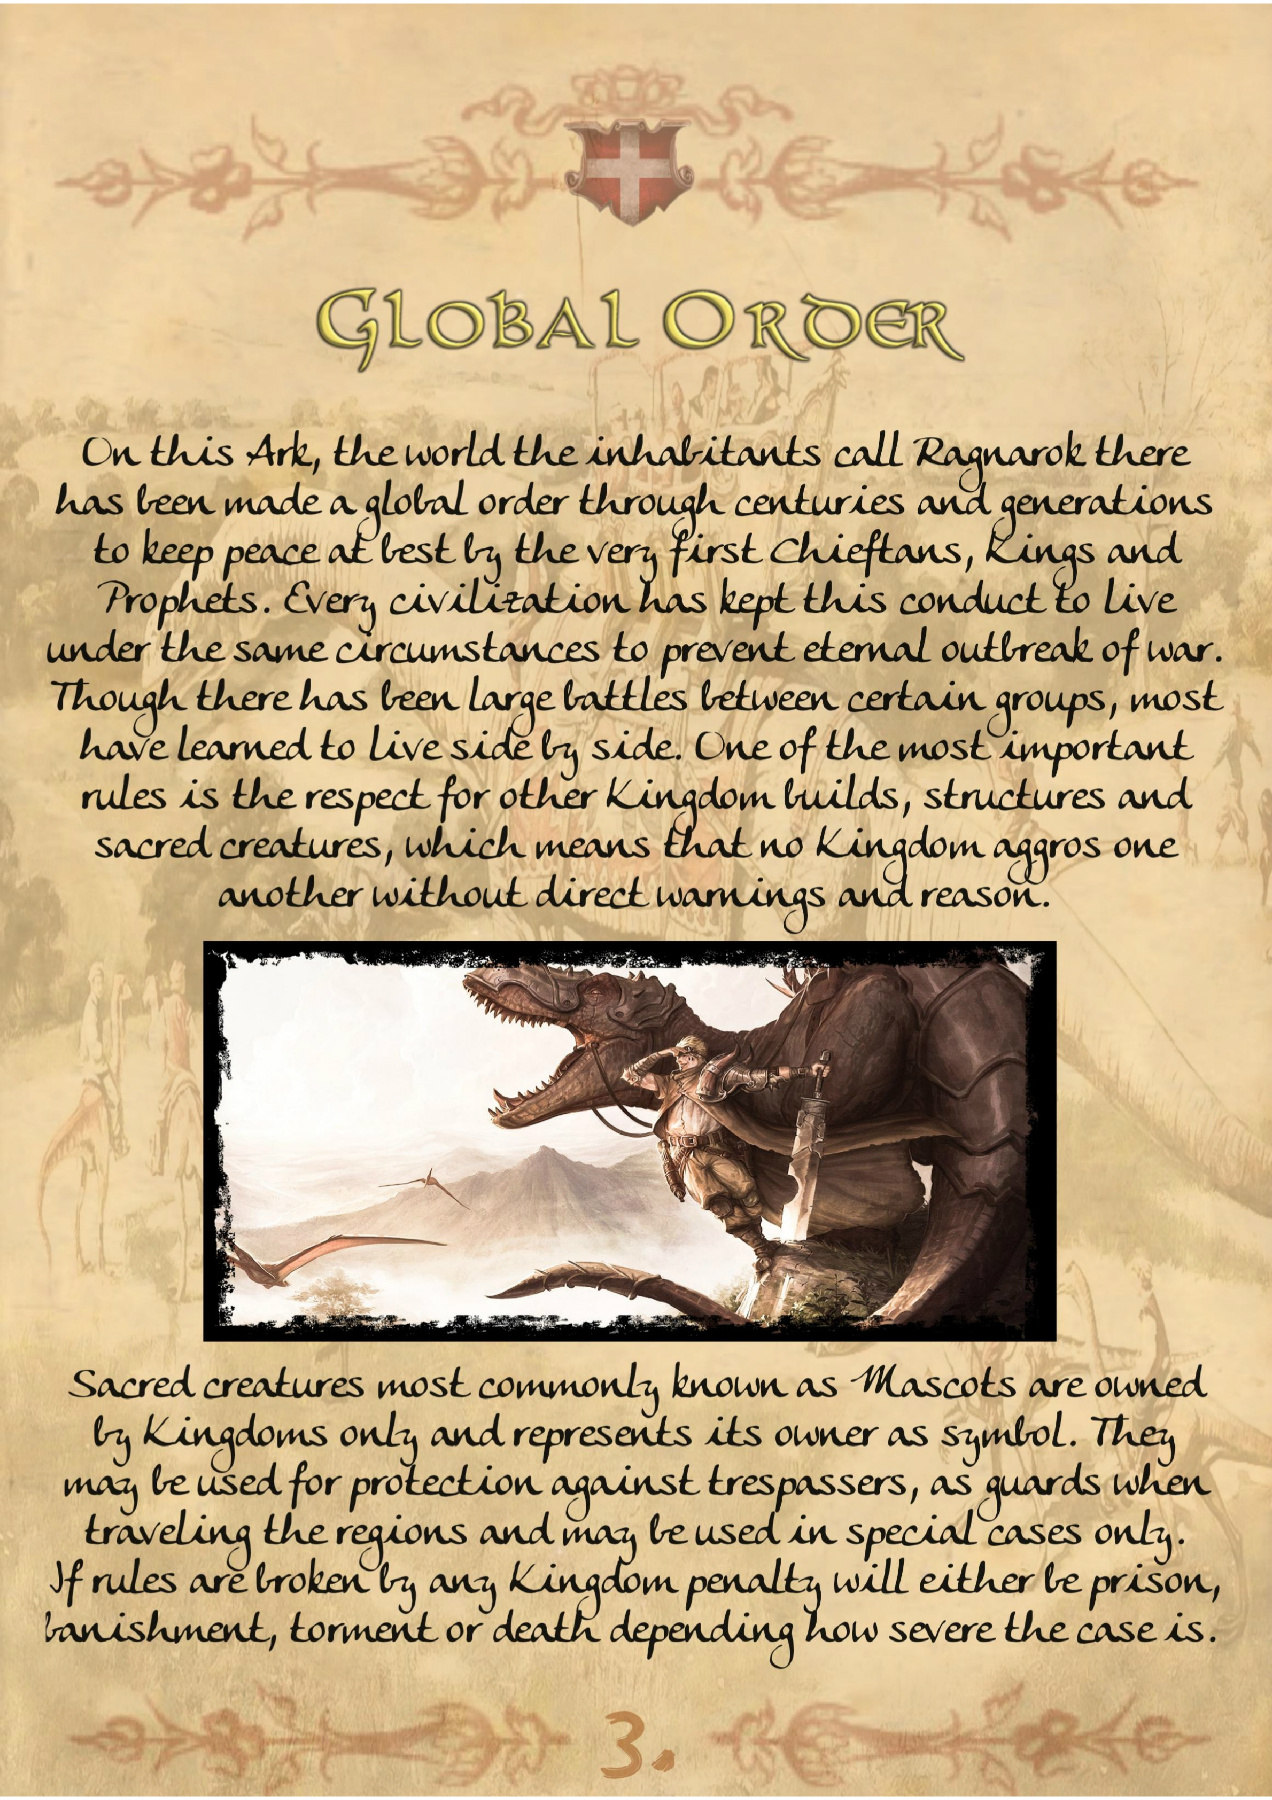 Global Order
On this Ark, the world the inhabitants call Ragnarok there
has been made a global order through centuries and generations
to keep peace at best by the very first Chieftans, Kings and
Prophets. Every civilization has kept this conduct to live
under the same circumstances to prevent eternal outbreak of war.
Though there has been large battles between certain groups, most
have learned to live side by side. One of the most important
rules is the respect for other Kingdom builds, structures and
sacred creatures, which means that no Kingdom aggros one
another without direct warnings and reason.
Sacred creatures most commonly known as Mascots are owned
by Kingdoms only and represents its owner as symbol. They
may be used for protection against trespassers, as guards when
traveling the regions and may be used in special cases only.
If rules are broken by any Kingdom penalty will either be prison,
banishment, torment or death depending how severe the case is.
3.